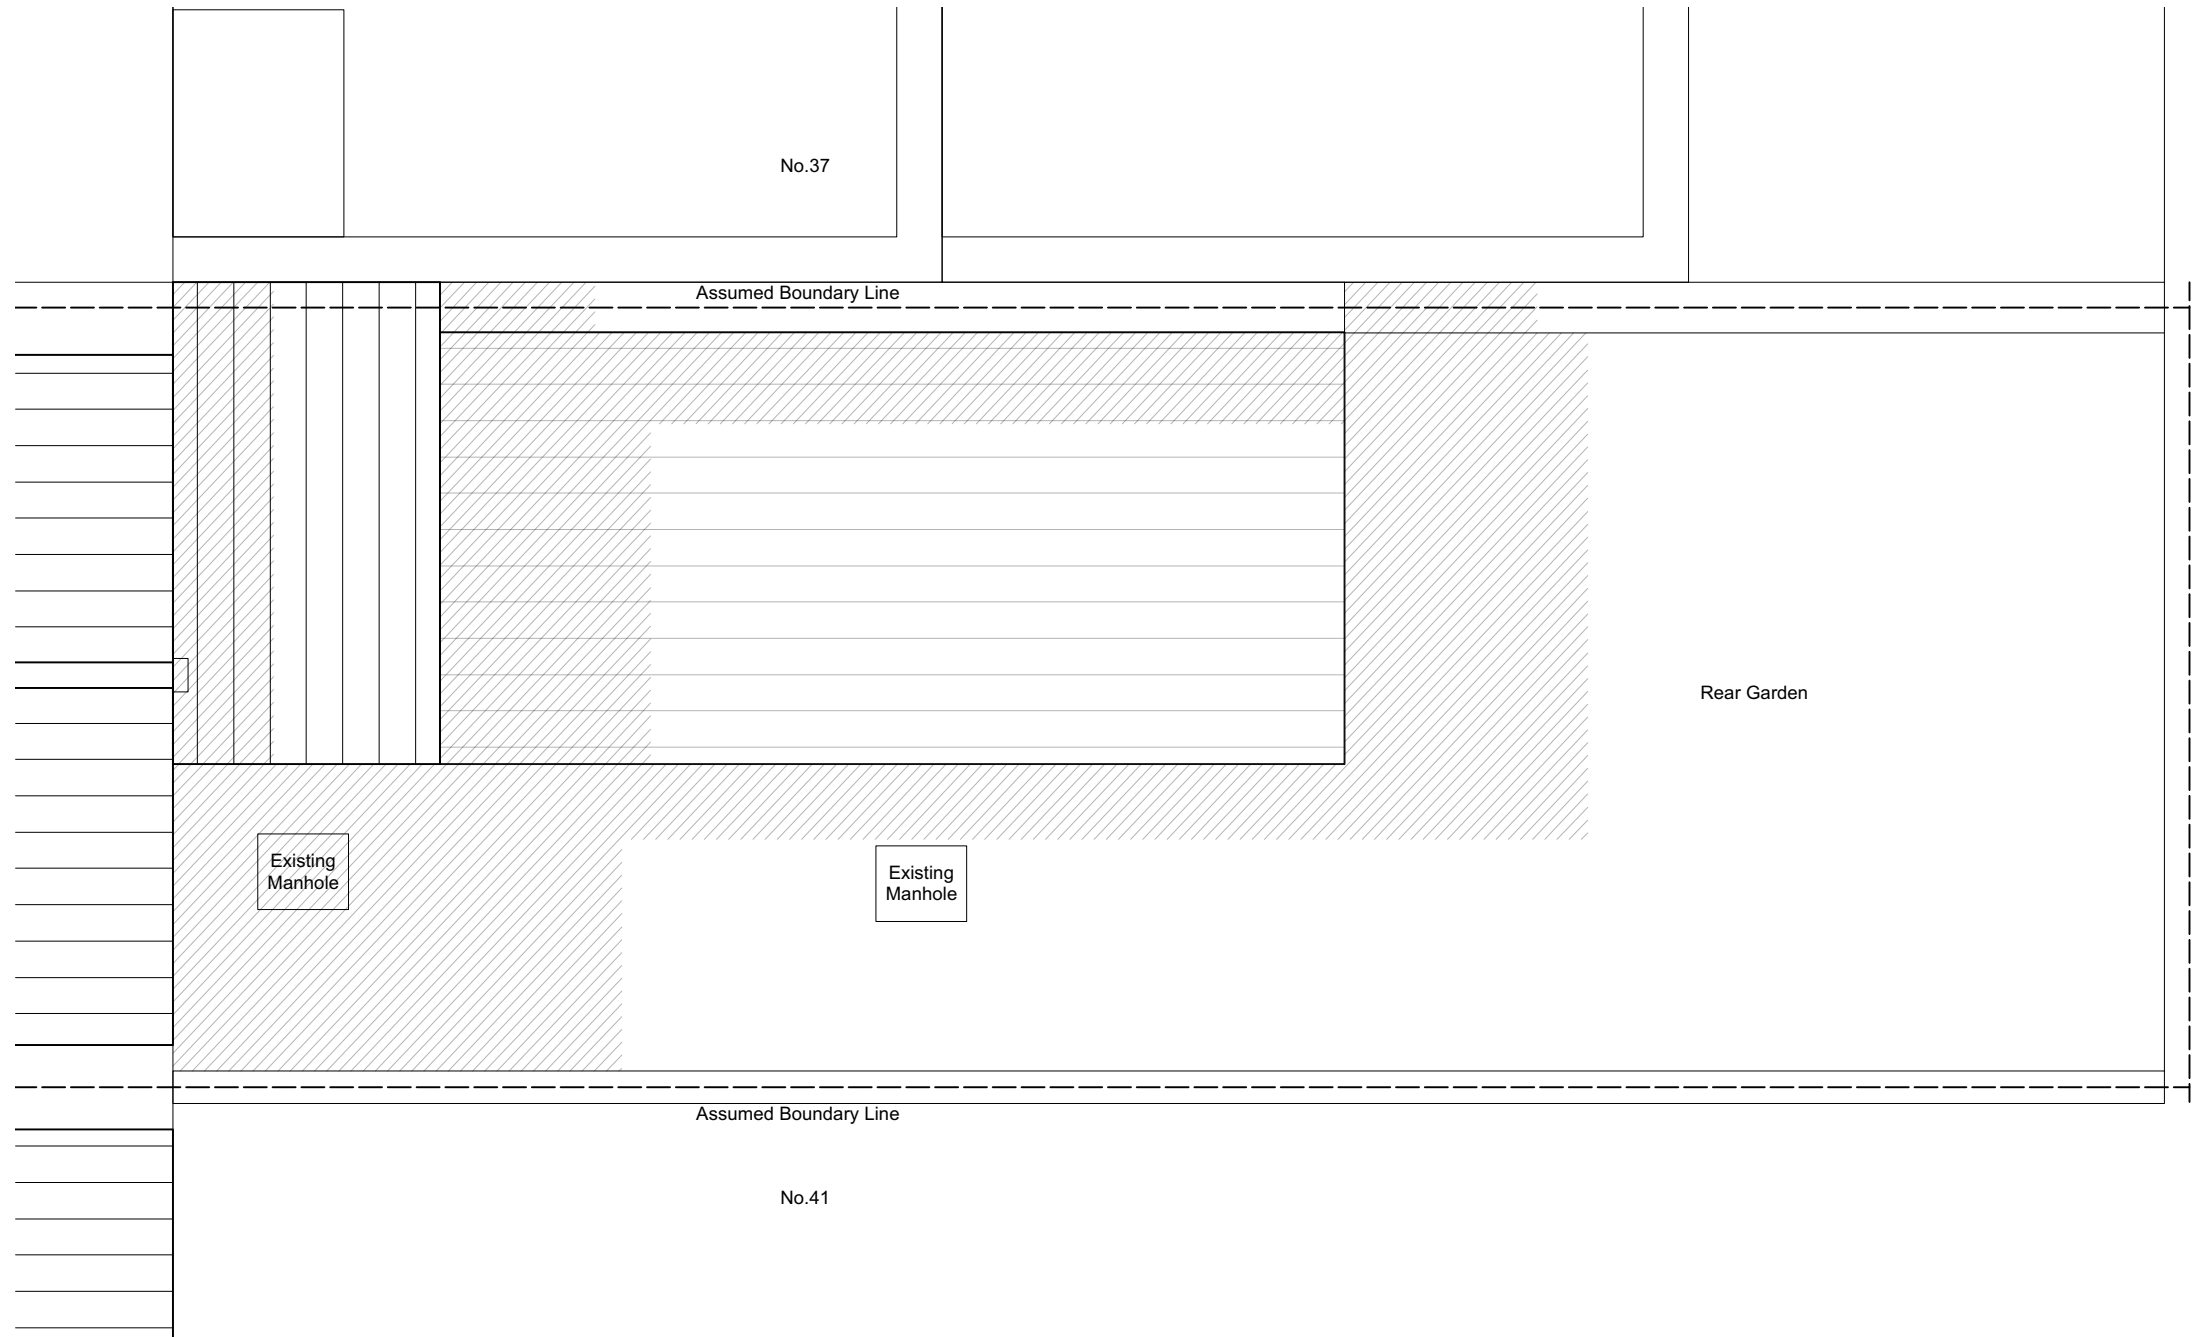 No.37
Assumed Boundary Line
Rear Garden
Existing
Manhole
Existing
Manhole
Assumed Boundary Line
No.41